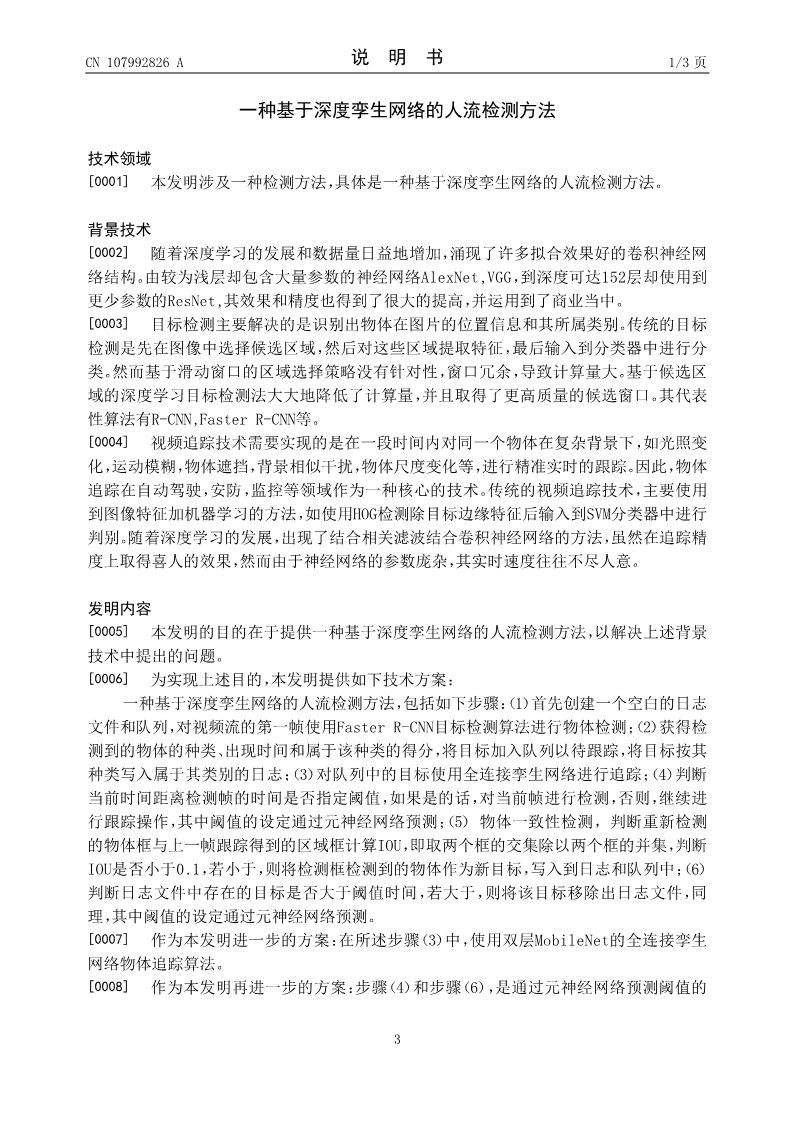 CN 107992826 A
说 明 书
1/3 页
一种基于深度孪生网络的人流检测方法
技术领域
[0001] 本发明涉及一种检测方法,具体是一种基于深度孪生网络的人流检测方法。
背景技术
[0002] 随着深度学习的发展和数据量日益地增加,涌现了许多拟合效果好的卷积神经网
络结构。由较为浅层却包含大量参数的神经网络AlexNet,VGG,到深度可达152层却使用到
更少参数的ResNet,其效果和精度也得到了很大的提高,并运用到了商业当中。
[0003] 目标检测主要解决的是识别出物体在图片的位置信息和其所属类别。传统的目标
检测是先在图像中选择候选区域,然后对这些区域提取特征,最后输入到分类器中进行分
类。然而基于滑动窗口的区域选择策略没有针对性,窗口冗余,导致计算量大。基于候选区
域的深度学习目标检测法大大地降低了计算量,并且取得了更高质量的候选窗口。其代表
性算法有R-CNN,Faster R-CNN等。
[0004] 视频追踪技术需要实现的是在一段时间内对同一个物体在复杂背景下,如光照变
化,运动模糊,物体遮挡,背景相似干扰,物体尺度变化等,进行精准实时的跟踪。因此,物体
追踪在自动驾驶,安防,监控等领域作为一种核心的技术。传统的视频追踪技术,主要使用
到图像特征加机器学习的方法,如使用HOG检测除目标边缘特征后输入到SVM分类器中进行
判别。随着深度学习的发展,出现了结合相关滤波结合卷积神经网络的方法,虽然在追踪精
度上取得喜人的效果,然而由于神经网络的参数庞杂,其实时速度往往不尽人意。
发明内容
[0005] 本发明的目的在于提供一种基于深度孪生网络的人流检测方法,以解决上述背景
技术中提出的问题。
[0006] 为实现上述目的,本发明提供如下技术方案:
一种基于深度孪生网络的人流检测方法,包括如下步骤:(1)首先创建一个空白的日志
文件和队列,对视频流的第一帧使用Faster R-CNN目标检测算法进行物体检测;(2)获得检
测到的物体的种类、出现时间和属于该种类的得分,将目标加入队列以待跟踪,将目标按其
种类写入属于其类别的日志;(3)对队列中的目标使用全连接孪生网络进行追踪;(4)判断
当前时间距离检测帧的时间是否指定阈值,如果是的话,对当前帧进行检测,否则,继续进
行跟踪操作,其中阈值的设定通过元神经网络预测;(5) 物体一致性检测, 判断重新检测
的物体框与上一帧跟踪得到的区域框计算IOU,即取两个框的交集除以两个框的并集,判断
IOU是否小于0.1,若小于,则将检测框检测到的物体作为新目标,写入到日志和队列中;(6)
判断日志文件中存在的目标是否大于阈值时间,若大于,则将该目标移除出日志文件,同
理,其中阈值的设定通过元神经网络预测。
[0007] 作为本发明进一步的方案:在所述步骤(3)中,使用双层MobileNet的全连接孪生
网络物体追踪算法。
[0008] 作为本发明再进一步的方案:步骤(4)和步骤(6),是通过元神经网络预测阈值的
3